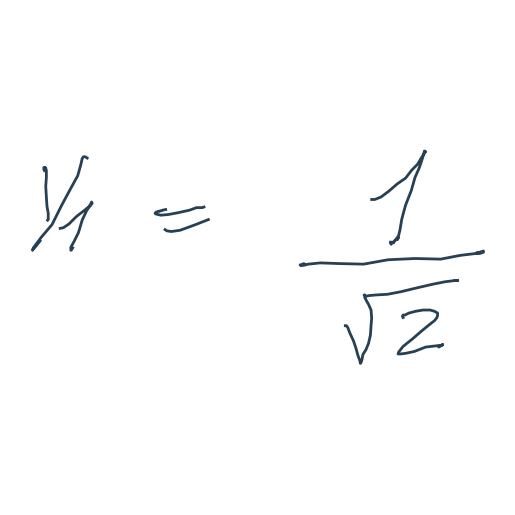 1/1 = 1/√2